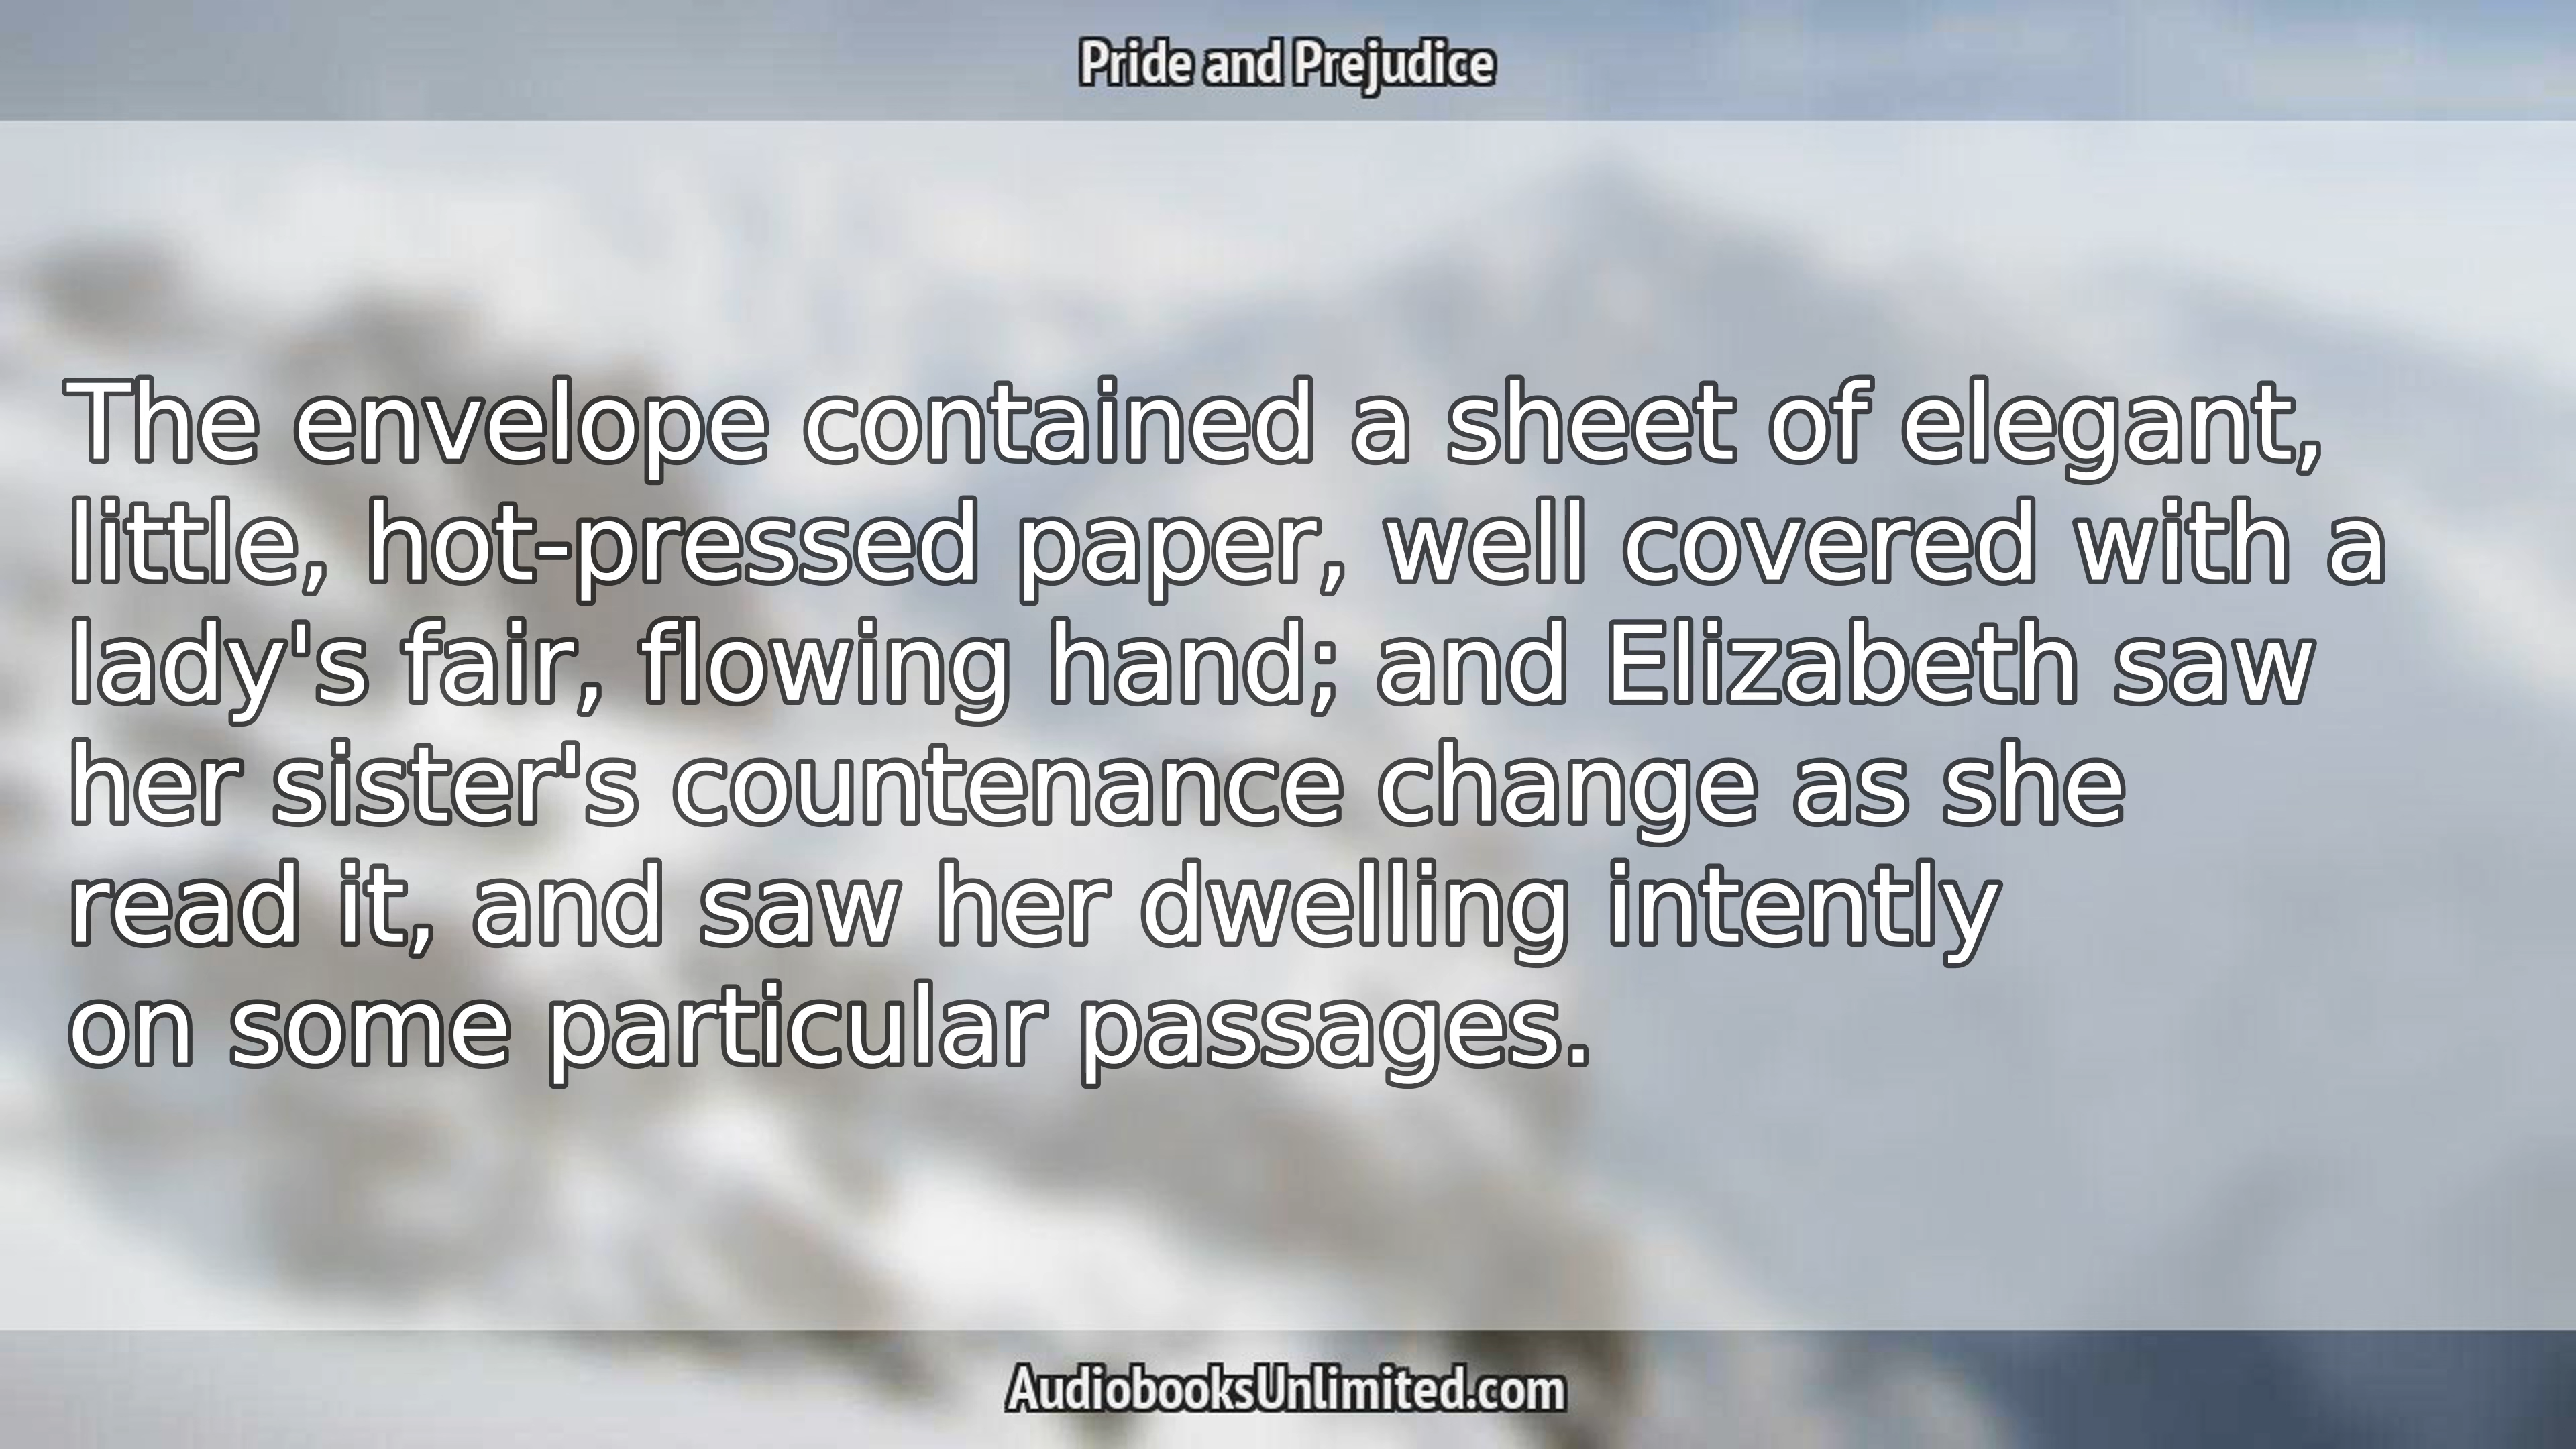 Pride and Prejudice
The envelope contained a sheet of elegant,
little, hot-pressed paper, well covered with a
lady's fair, flowing hand; and Elizabeth saw
her sister's countenance change as she
read it, and saw her dwelling intently
on some particular passages.
AudiobooksUnlimited.com